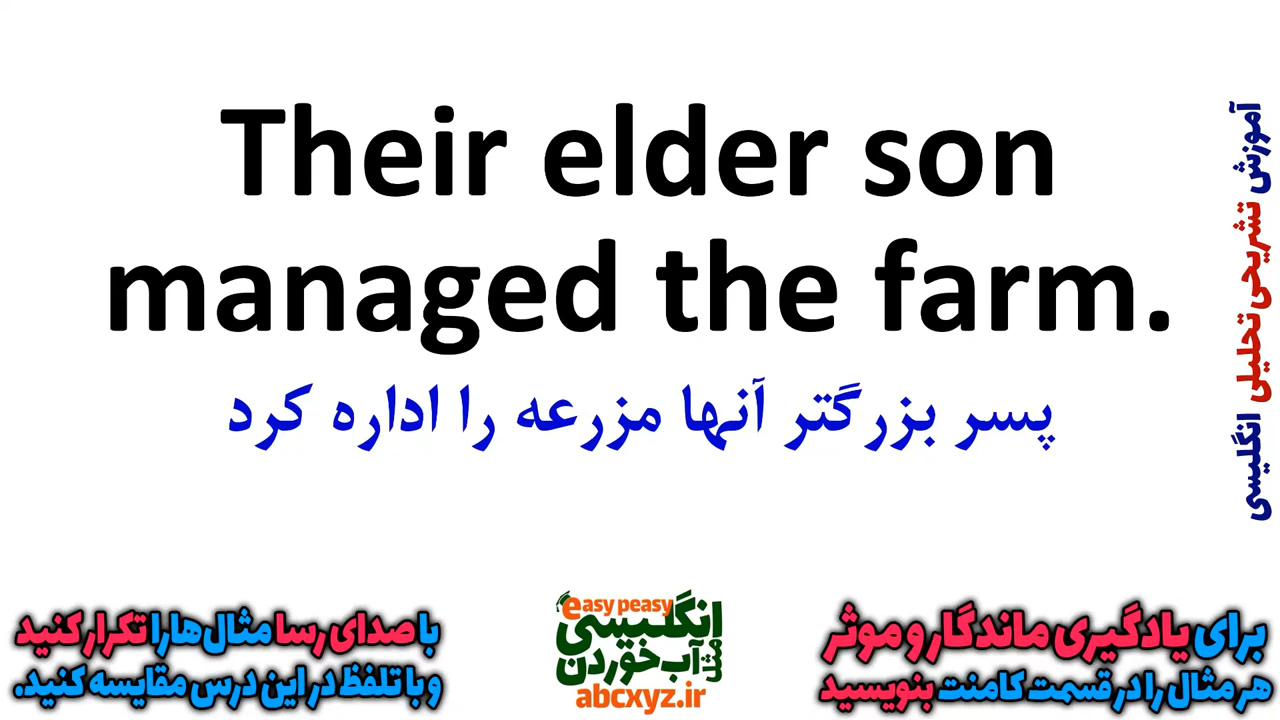 Their elder son
managed the farm.
پسر بزرگتر آنها مزرعه را اداره کرد
آموزش تشریحی تحلیلی انگلیسی
برای یادگیری ماندگار و موثر
هر مثال را در قسمت کامنت بنویسید
easy peasy
انگلیسی
مثل آب خوردن
abcxyz.ir
با صدای رسا مثال‌ها را تکرار کنید
و با تلفظ در این درس مقایسه کنید.